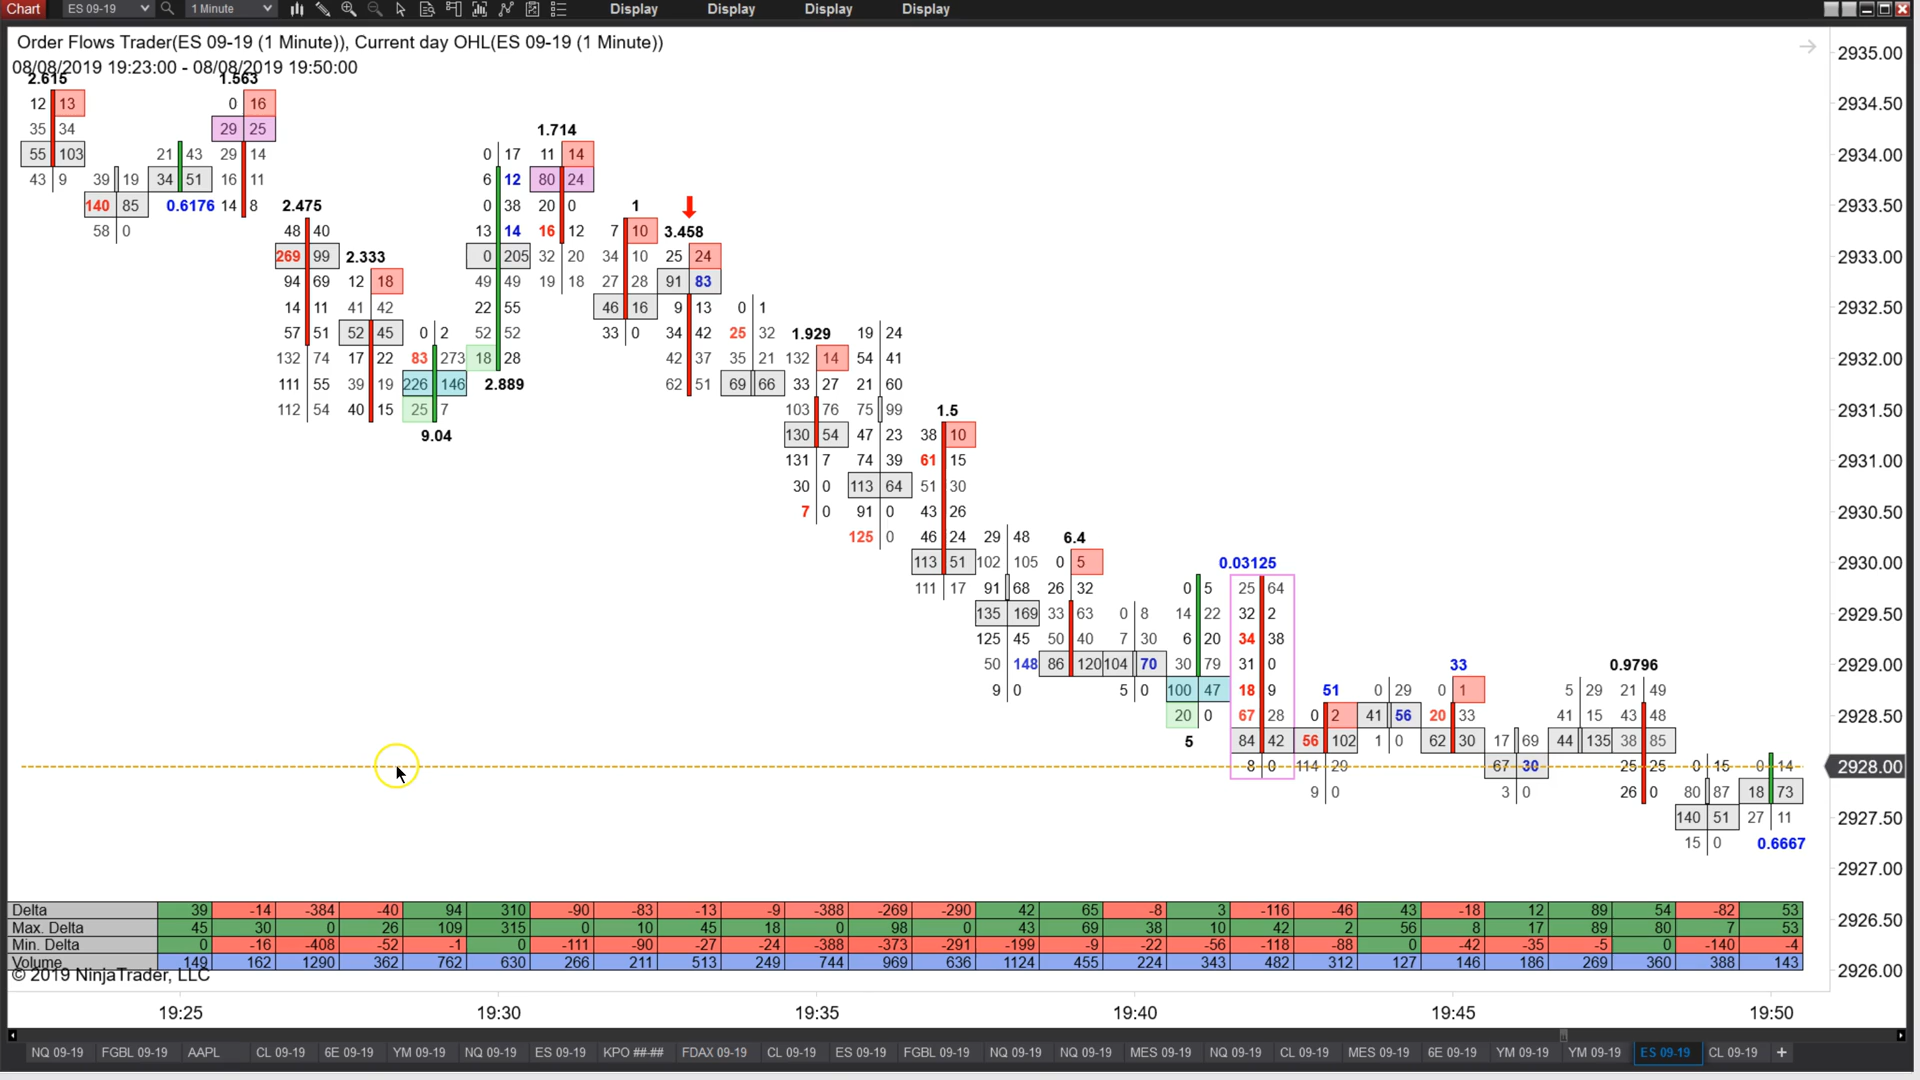 Chart ES 09-19 1 Minute Display Display Display Display
Order Flows Trader(ES 09-19 (1 Minute)), Current day OHL(ES 09-19 (1 Minute))
08/08/2019 19:23:00 - 08/08/2019 19:50:00
2935.00
2.615 1.563
12 13 0 16 2934.50
35 34 29 25 1.714
55 103 21 43 29 14 0 17 11 14 2934.00
43 9 39 19 34 51 16 11 6 12 80 24
140 85 0.6176 14 8 2.475 0 38 20 0 1 2933.50
58 0 48 40 13 14 16 12 7 10 3.458
269 99 2.333 0 205 32 20 34 10 25 24 2933.00
94 69 12 18 49 49 19 18 27 28 91 83
14 11 41 42 22 55 46 16 9 13 0 1 2932.50
57 51 52 45 0 2 52 52 33 0 34 42 25 32 1.929 19 24
132 74 17 22 83 273 18 28 42 37 35 21 132 14 54 41 2932.00
111 55 39 19 226 146 2.889 62 51 69 66 33 27 21 60
112 54 40 15 25 7 103 76 75 99 1.5 2931.50
9.04 130 54 47 23 38 10
131 7 74 39 61 15 2931.00
30 0 113 64 51 30
7 0 91 0 43 26 2930.50
125 0 46 24 29 48 6.4
113 51 102 105 0 5 0.03125 2930.00
111 17 91 68 26 32 0 5 25 64
135 169 33 63 0 8 14 22 32 2 2929.50
125 45 50 40 7 30 6 20 34 38
50 148 86 120 104 70 30 79 31 0 33 0.9796 2929.00
9 0 5 0 100 47 18 9 51 0 29 0 1 5 29 21 49
20 0 67 28 0 2 41 56 20 33 41 15 43 48 2928.50
5 84 42 56 102 1 0 62 30 17 69 44 135 38 85
8 0 114 29 67 30 25 25 0 15 0 14 2928.00
9 0 3 0 26 0 80 87 18 73
140 51 27 11 2927.50
15 0 0.6667
2927.00
Delta 39 -14 -384 -40 94 310 -90 -83 -13 -9 -388 -269 -290 42 65 -8 3 -116 -46 43 -18 12 89 54 -82 53
2926.50
Max. Delta 45 30 0 26 109 315 0 10 45 18 0 98 0 43 69 38 10 42 2 56 8 17 89 80 7 53
Min. Delta 0 -16 -408 -52 -1 0 -111 -90 -27 -24 -388 -373 -291 -199 -9 -22 -56 -118 -88 0 -42 -35 -5 0 -140 -4
Volume 149 162 1290 362 762 630 266 211 513 249 744 969 636 1124 455 224 343 482 312 127 146 186 269 360 388 143
© 2019 NinjaTrader, LLC 2926.00
19:25 19:30 19:35 19:40 19:45 19:50
NQ 09-19 FGBL 09-19 AAPL CL 09-19 6E 09-19 YM 09-19 NQ 09-19 ES 09-19 KPO ##-## FDAX 09-19 CL 09-19 ES 09-19 FGBL 09-19 NQ 09-19 NQ 09-19 MES 09-19 NQ 09-19 CL 09-19 MES 09-19 6E 09-19 YM 09-19 YM 09-19 ES 09-19 CL 09-19 +